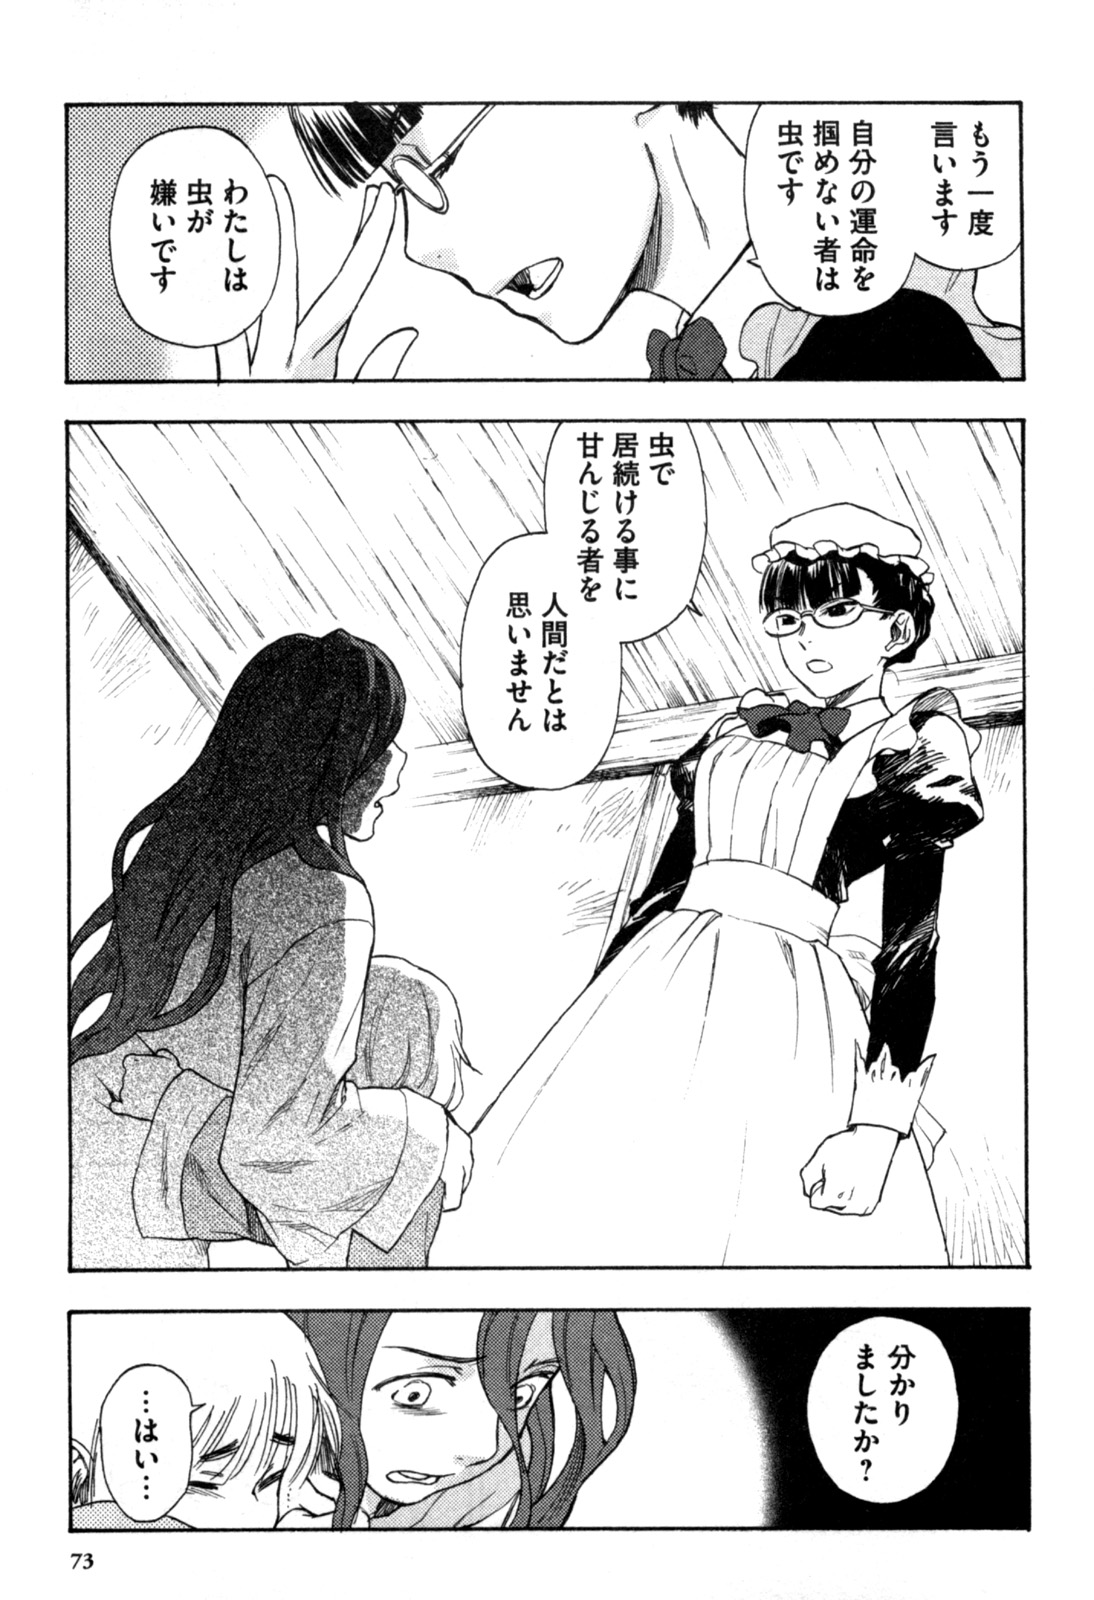 もう一度
言います
自分の運命を
掴めない者は
虫です
わたしは
虫が
嫌いです
虫で
居続ける事に
甘んじる者を
人間だとは
思いません
分かり
ましたか?
…はい…
73